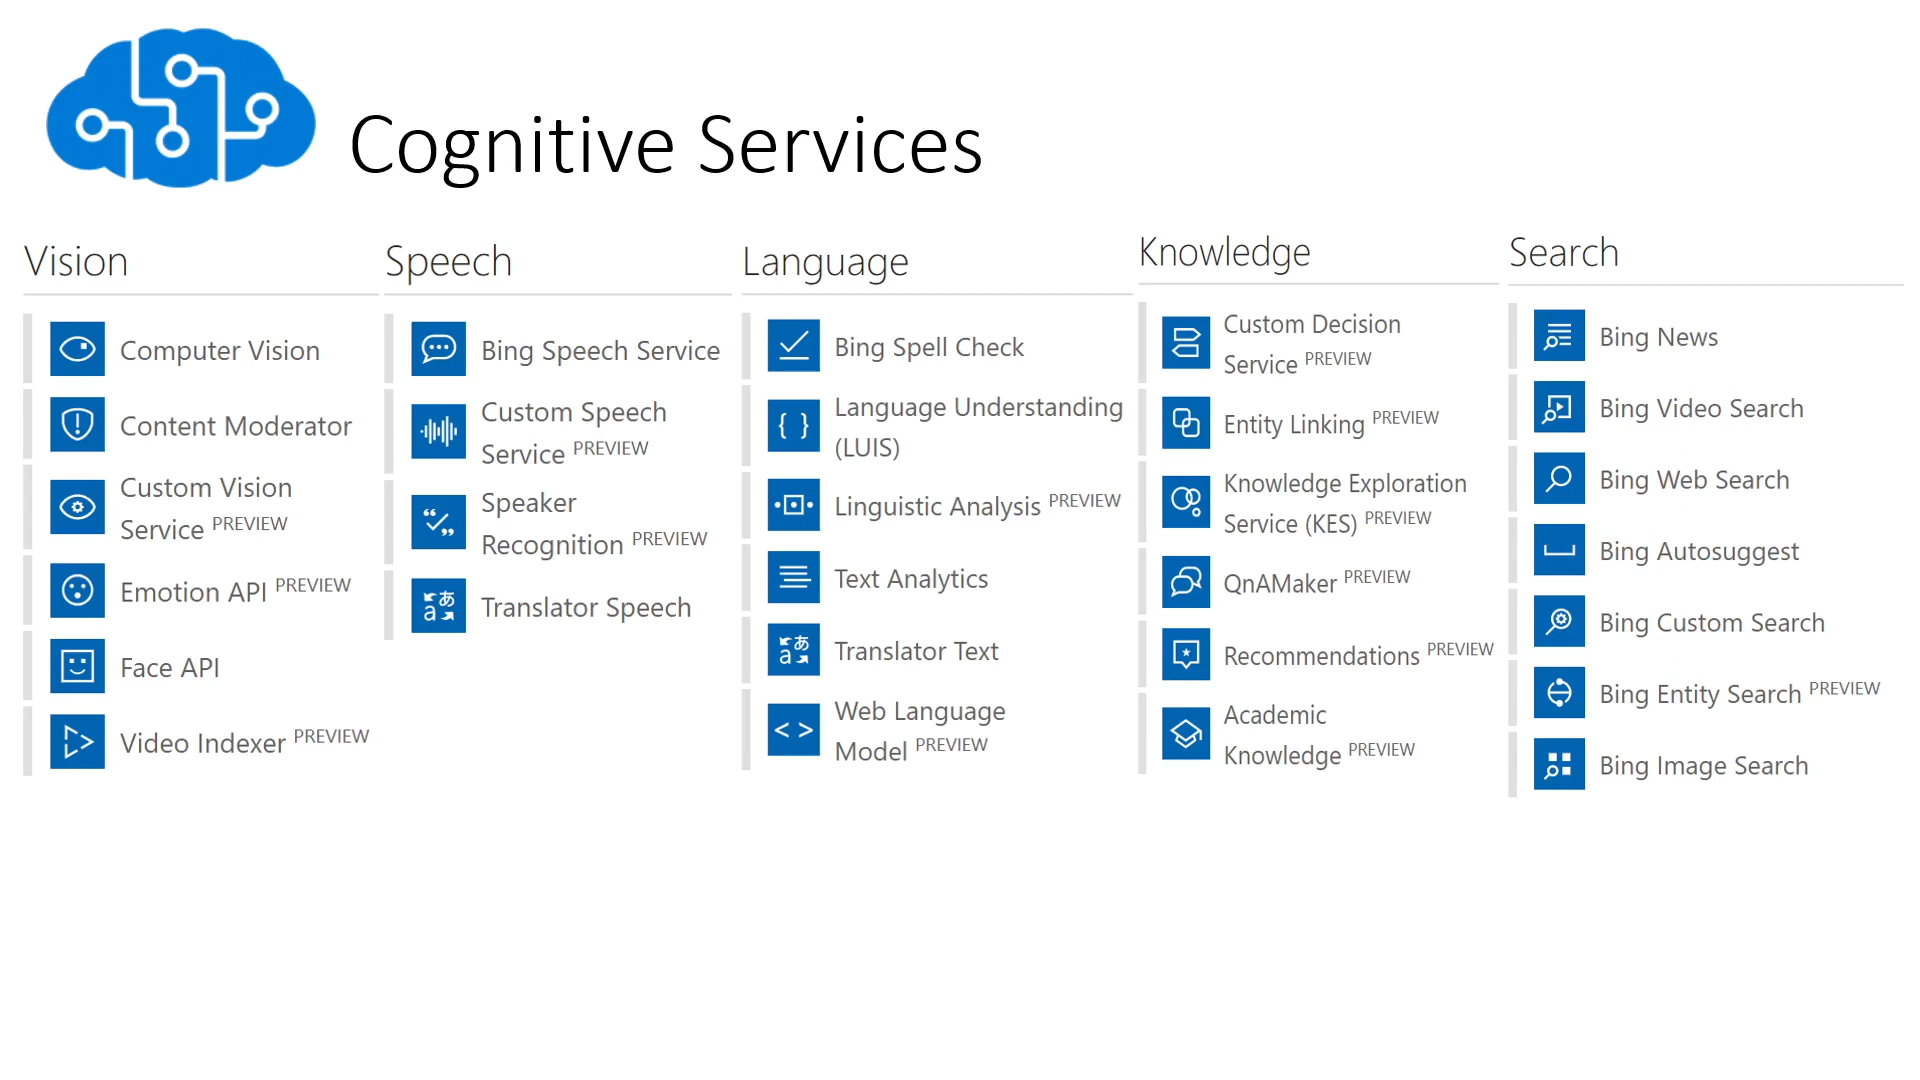 Cognitive Services
Vision
Computer Vision
Content Moderator
Custom Vision
Service PREVIEW
Emotion API PREVIEW
Face API
Video Indexer PREVIEW
Speech
Bing Speech Service
Custom Speech
Service PREVIEW
Speaker
Recognition PREVIEW
Translator Speech
Language
Bing Spell Check
Language Understanding
(LUIS)
Linguistic Analysis PREVIEW
Text Analytics
Translator Text
Web Language
Model PREVIEW
Knowledge
Custom Decision
Service PREVIEW
Entity Linking PREVIEW
Knowledge Exploration
Service (KES) PREVIEW
QnAMaker PREVIEW
Recommendations PREVIEW
Academic
Knowledge PREVIEW
Search
Bing News
Bing Video Search
Bing Web Search
Bing Autosuggest
Bing Custom Search
Bing Entity Search PREVIEW
Bing Image Search